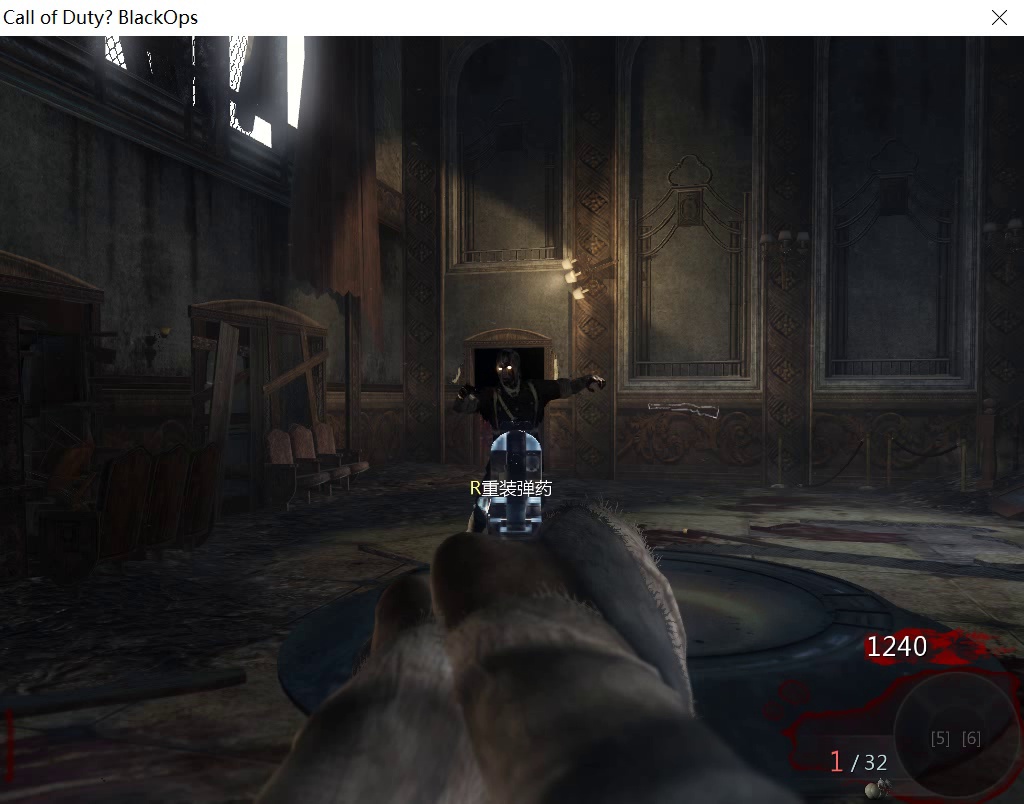 Call of Duty? BlackOps
R重装弹药
1240
[5] [6]
1 / 32